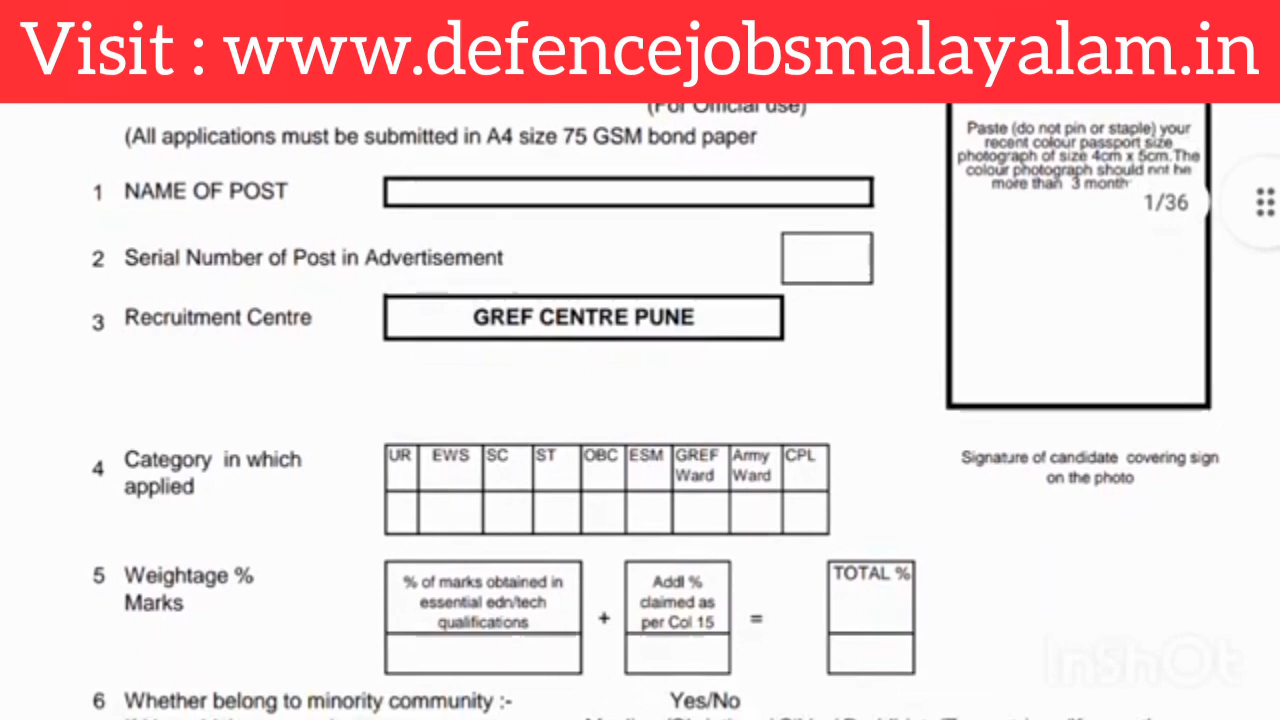 Visit : www.defencejobsmalayalam.in
(For Official use)
(All applications must be submitted in A4 size 75 GSM bond paper
Paste (do not pin or staple) your
recent colour passport size
photograph of size 4cm x 5cm.The
colour photograph should not be
more than 3 month
1/36
1 NAME OF POST
2 Serial Number of Post in Advertisement
3 Recruitment Centre GREF CENTRE PUNE
Signature of candidate covering sign
on the photo
4 Category in which
applied
UR EWS SC ST OBC ESM GREF Army CPL
Ward Ward
5 Weightage %
Marks
% of marks obtained in
essential edn/tech
qualifications
+
Addl %
claimed as
per Col 15
=
TOTAL %
InShOt
6 Whether belong to minority community :- Yes/No